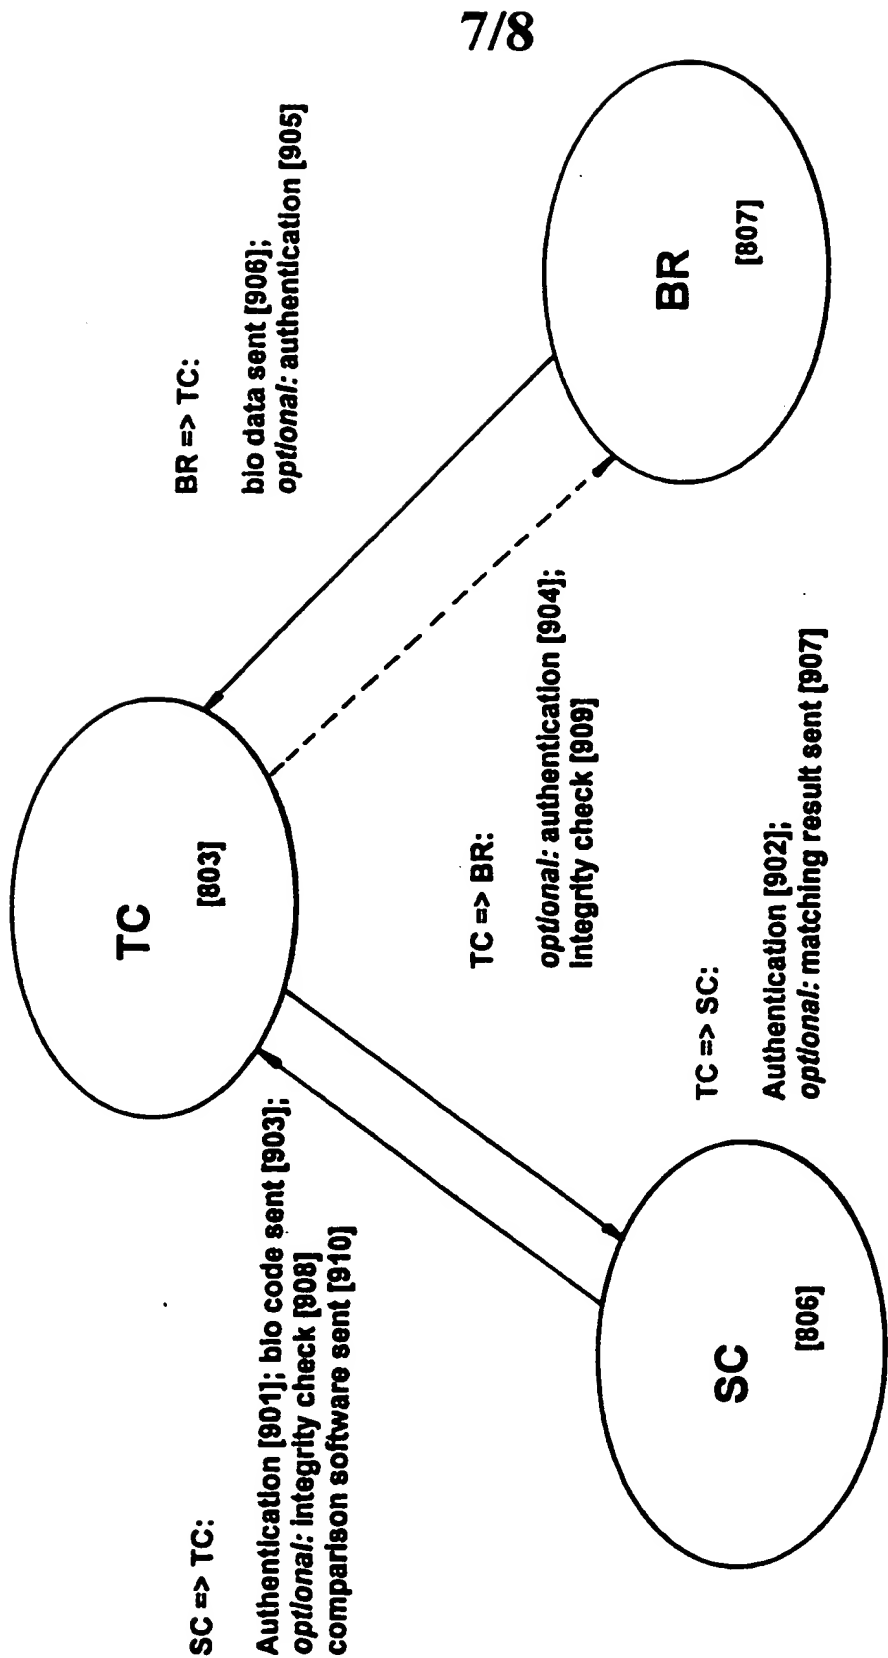 7/8
SC => TC:
Authentication [901]; bio code sent [903];
optional: integrity check [908]
comparison software sent [910]
TC
[803]
BR => TC:
bio data sent [906];
optional: authentication [905]
TC => BR:
optional: authentication [904];
Integrity check [909]
SC
[806]
TC => SC:
Authentication [902];
optional: matching result sent [907]
BR
[807]